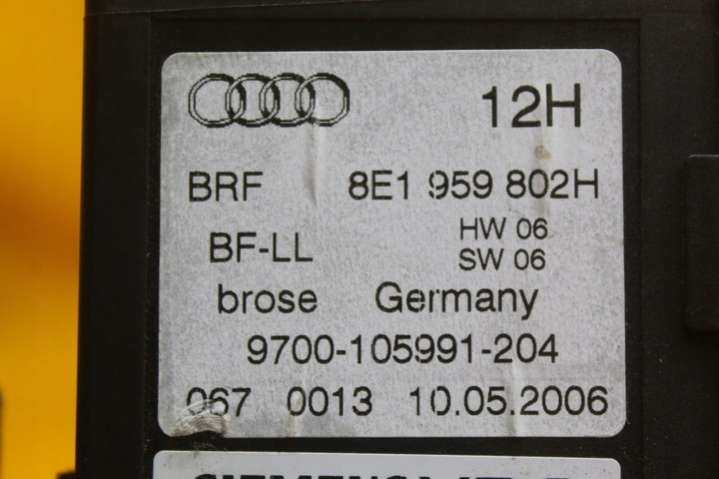 12H
BRF 8E1 959 802H
BF-LL HW 06
SW 06
brose Germany
9700-105991-204
067 0013 10.05.2006